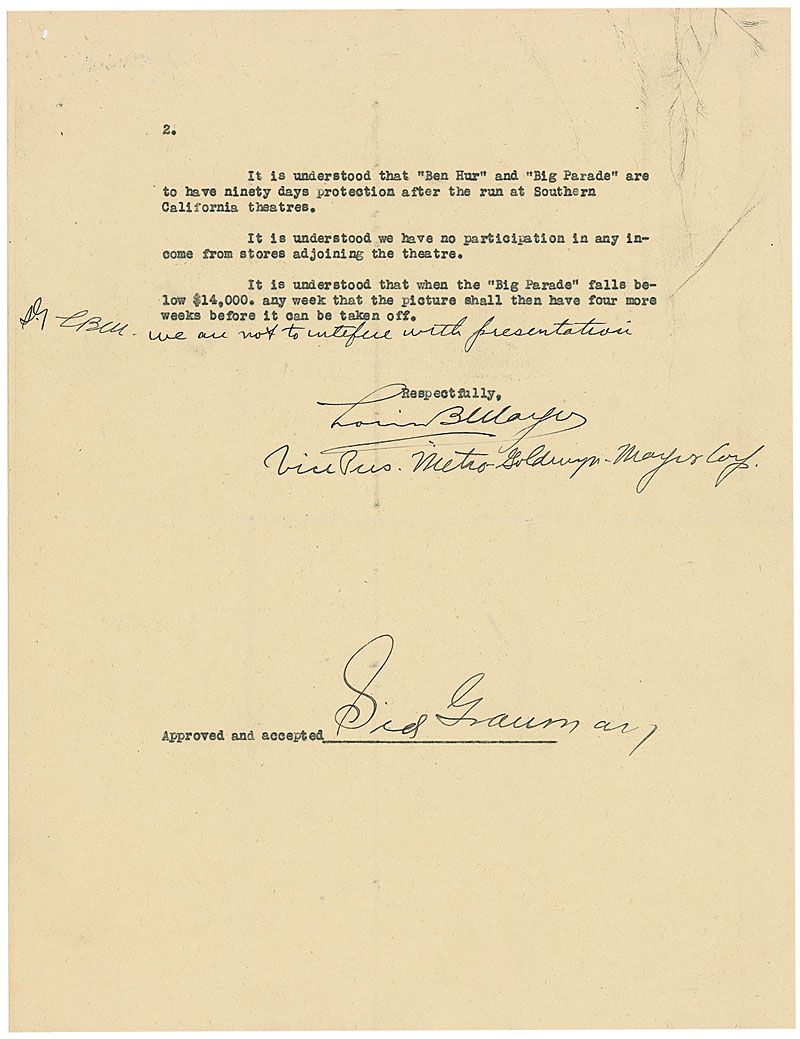 2.
It is understood that "Ben Hur" and "Big Parade" are
to have ninety days protection after the run at Southern
California theatres.
It is understood we have no participation in any in-
come from stores adjoining the theatre.
It is understood that when the "Big Parade" falls be-
low $14,000. any week that the picture shall then have four more
weeks before it can be taken off.
LBM. we are not to intefere with presentation
Respectfully,
Louis B Mayer
Vice Pres. Metro-Goldwyn-Mayer Corp.
Approved and accepted Sid Grauman